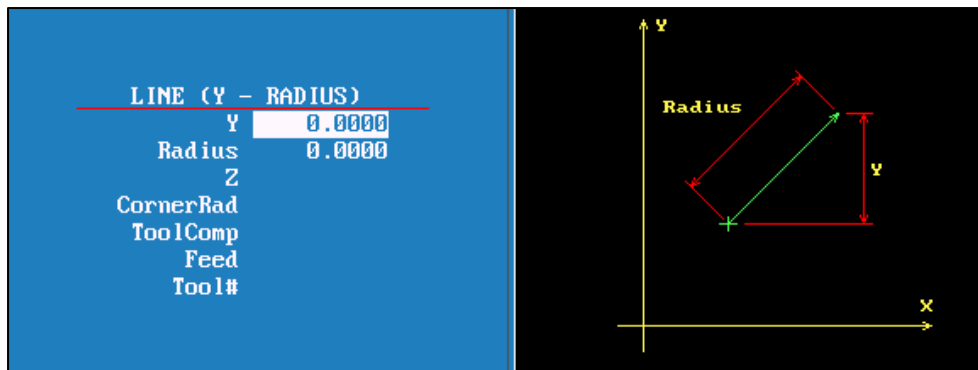 LINE (Y - RADIUS)
Y 0.0000
Radius 0.0000
Z
CornerRad
ToolComp
Feed
Tool#
Y
Radius
Y
X